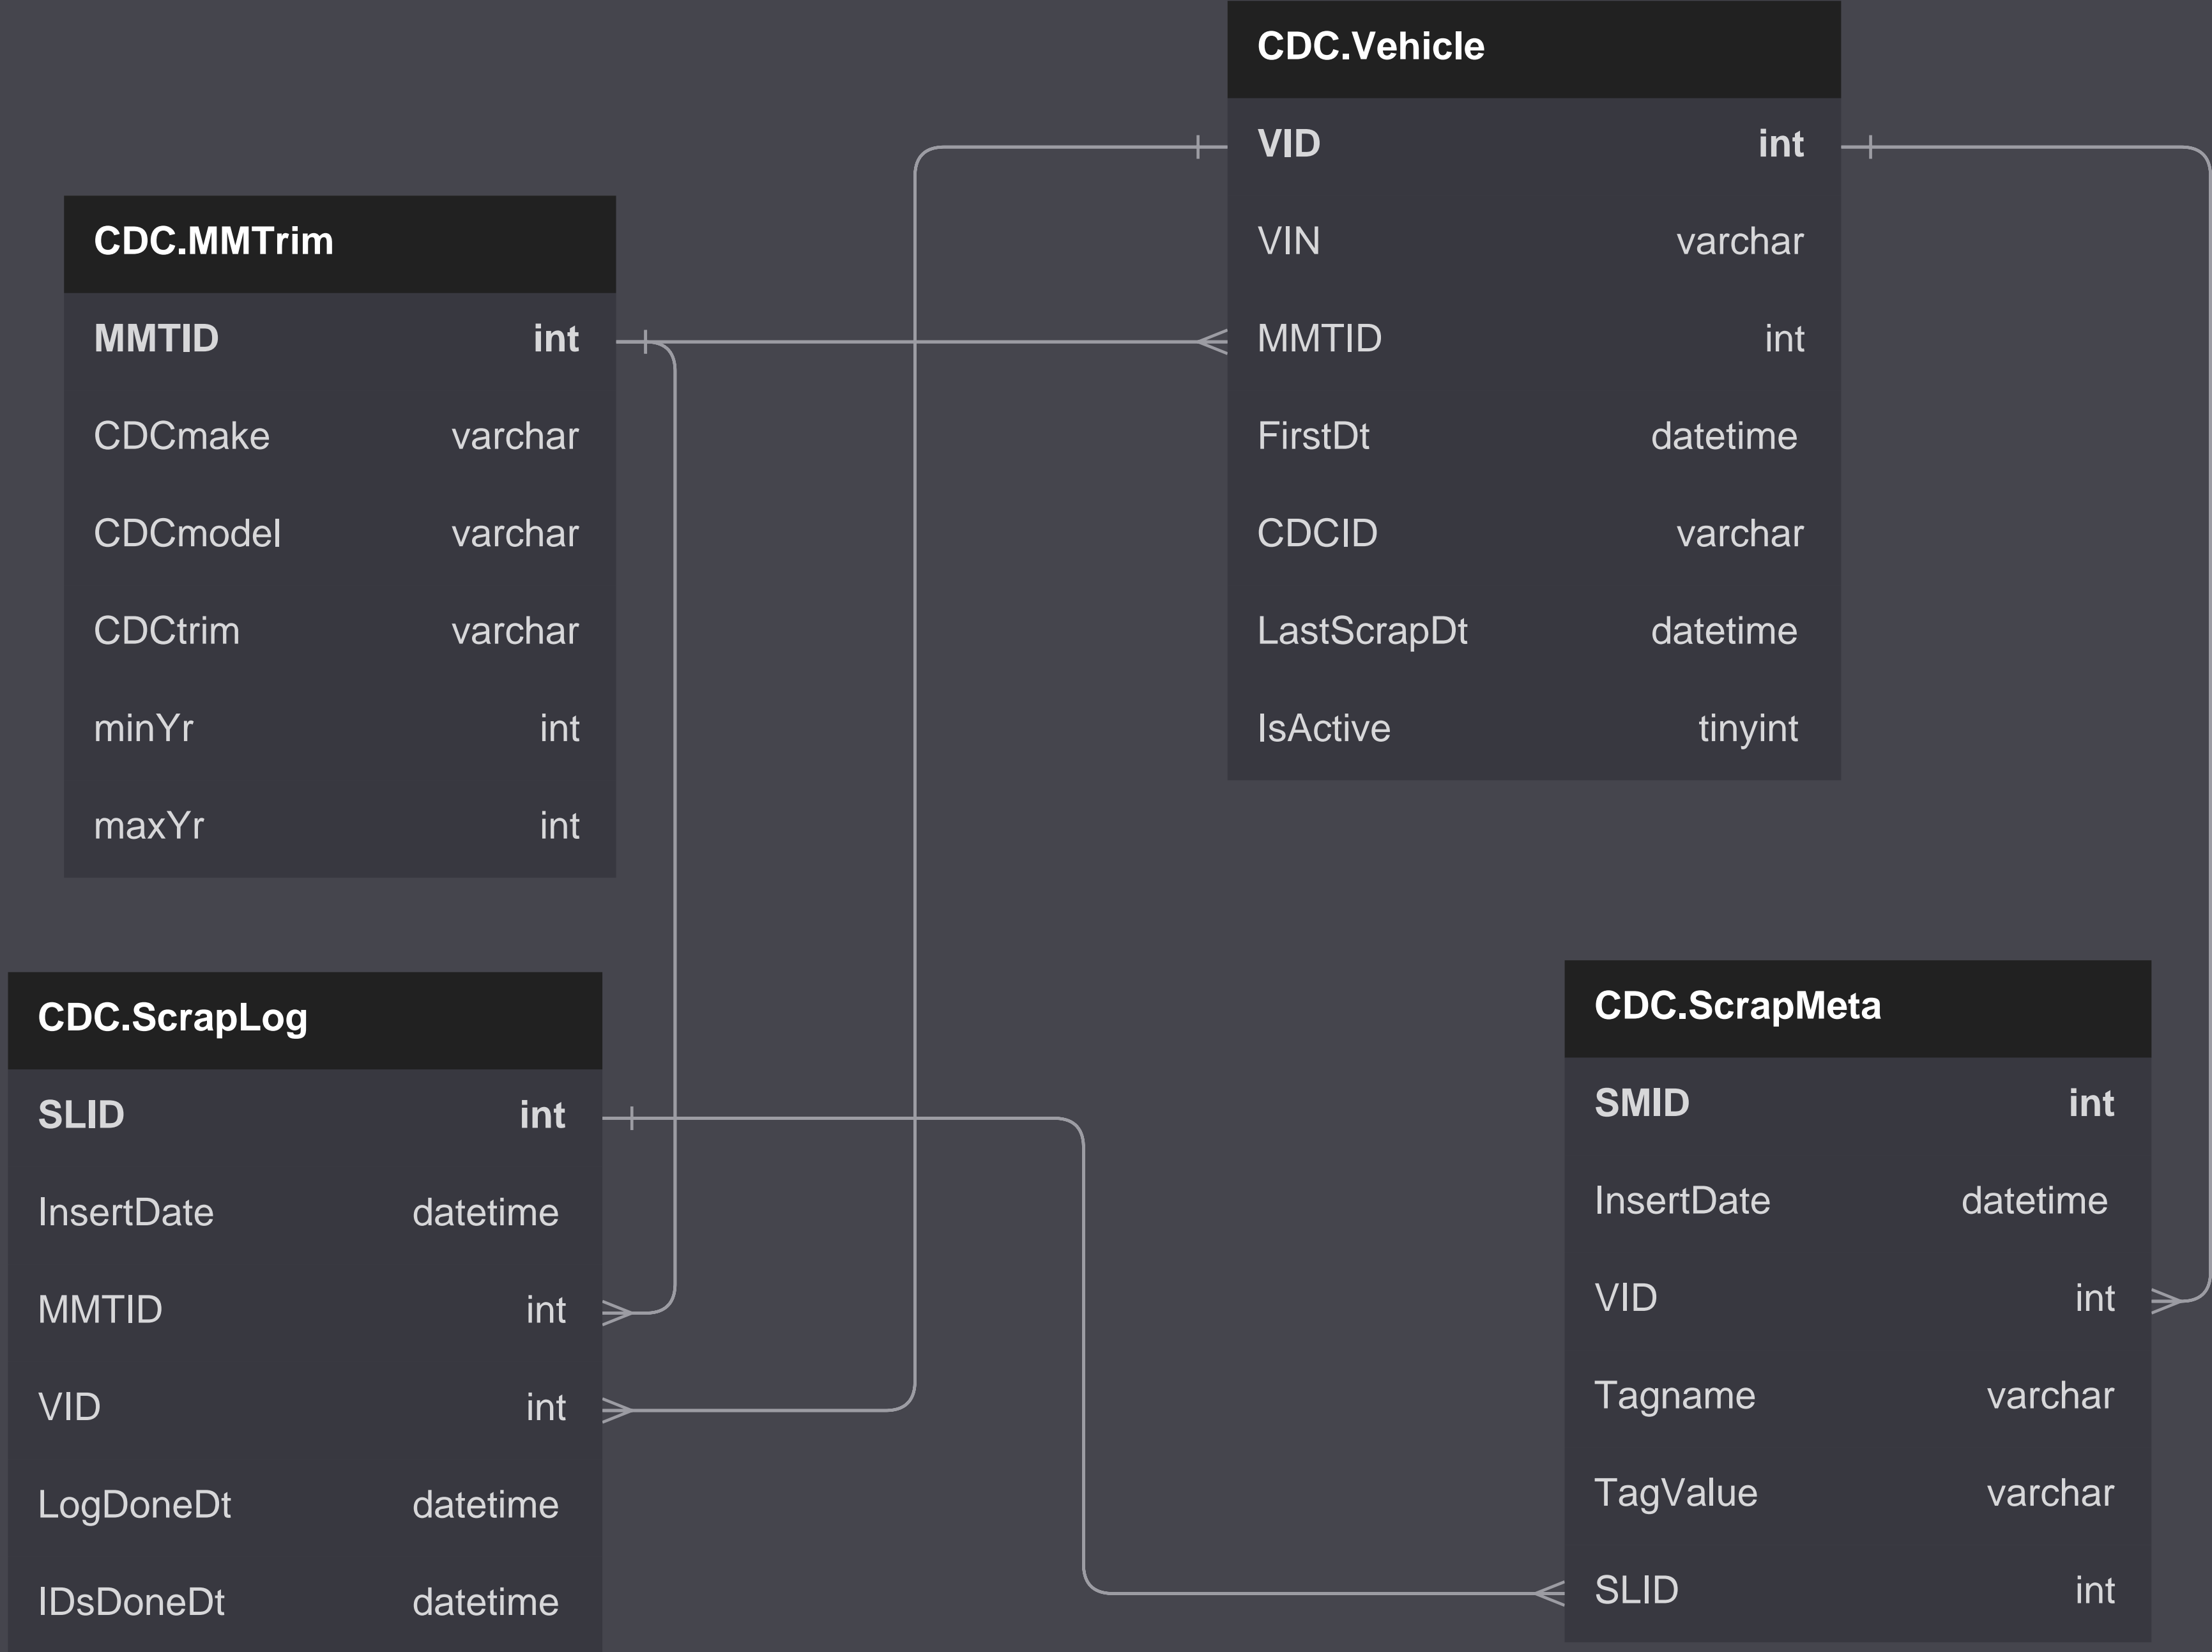 CDC.Vehicle
VID int
VIN varchar
MMTID int
FirstDt datetime
CDCID varchar
LastScrapDt datetime
IsActive tinyint
CDC.MMTrim
MMTID int
CDCmake varchar
CDCmodel varchar
CDCtrim varchar
minYr int
maxYr int
CDC.ScrapLog
SLID int
InsertDate datetime
MMTID int
VID int
LogDoneDt datetime
IDsDoneDt datetime
CDC.ScrapMeta
SMID int
InsertDate datetime
VID int
Tagname varchar
TagValue varchar
SLID int